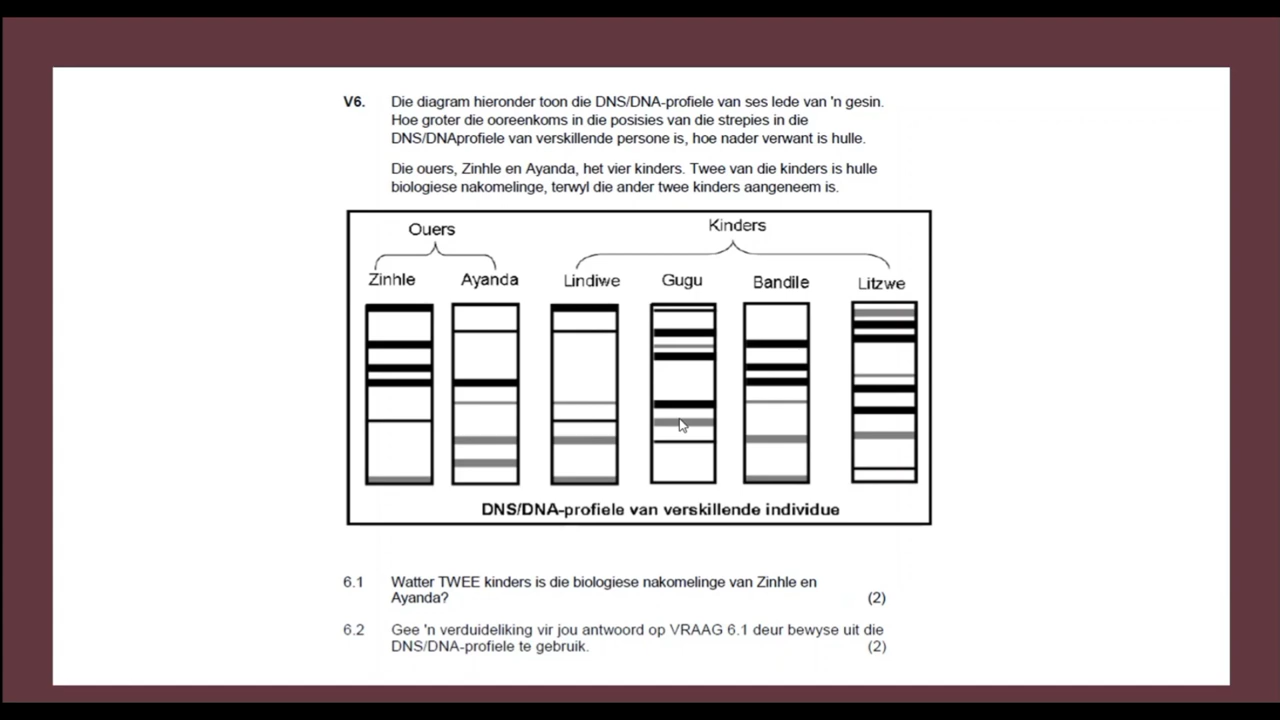 V6. Die diagram hieronder toon die DNS/DNA-profiele van ses lede van 'n gesin.
Hoe groter die ooreenkoms in die posisies van die strepies in die
DNS/DNAprofiele van verskillende persone is, hoe nader verwant is hulle.
Die ouers, Zinhle en Ayanda, het vier kinders. Twee van die kinders is hulle
biologiese nakomelinge, terwyl die ander twee kinders aangeneem is.
Ouers Kinders
Zinhle Ayanda Lindiwe Gugu Bandile Litzwe
DNS/DNA-profiele van verskillende individue
6.1 Watter TWEE kinders is die biologiese nakomelinge van Zinhle en
Ayanda? (2)
6.2 Gee 'n verduideliking vir jou antwoord op VRAAG 6.1 deur bewyse uit die
DNS/DNA-profiele te gebruik. (2)